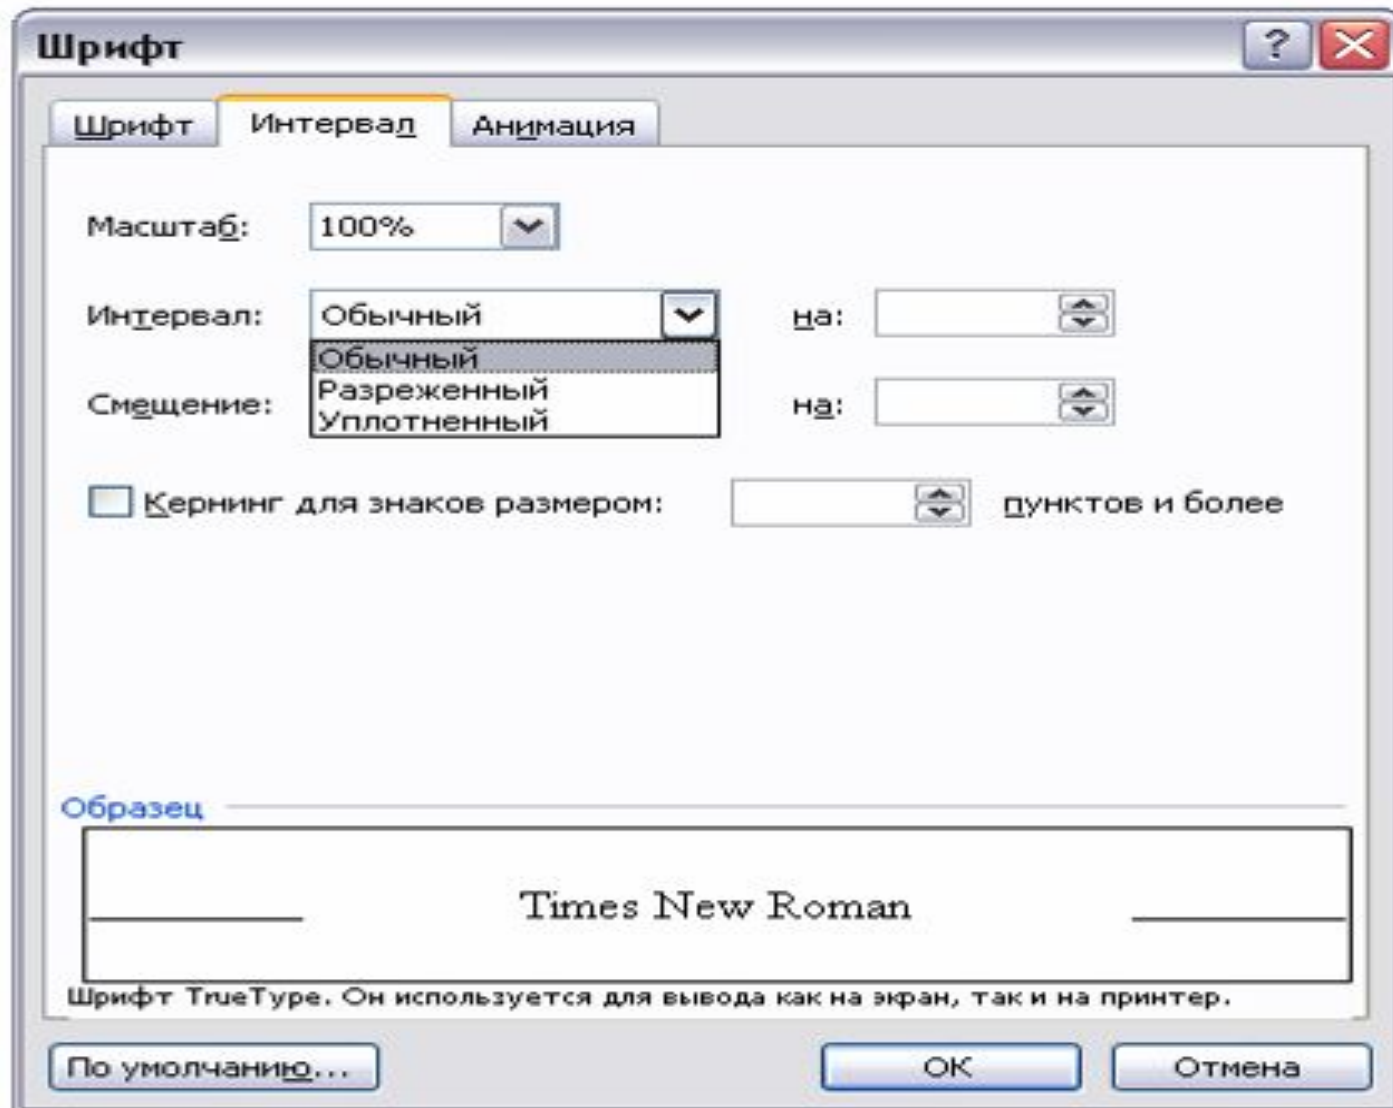 Шрифт
?
Шрифт Интервал Анимация
Масштаб: 100%
Интервал: Обычный на:
Обычный
Разреженный
Смещение: на:
Уплотненный
Кернинг для знаков размером: пунктов и более
Образец
Times New Roman
Шрифт TrueType. Он используется для вывода как на экран, так и на принтер.
По умолчанию... ОК Отмена